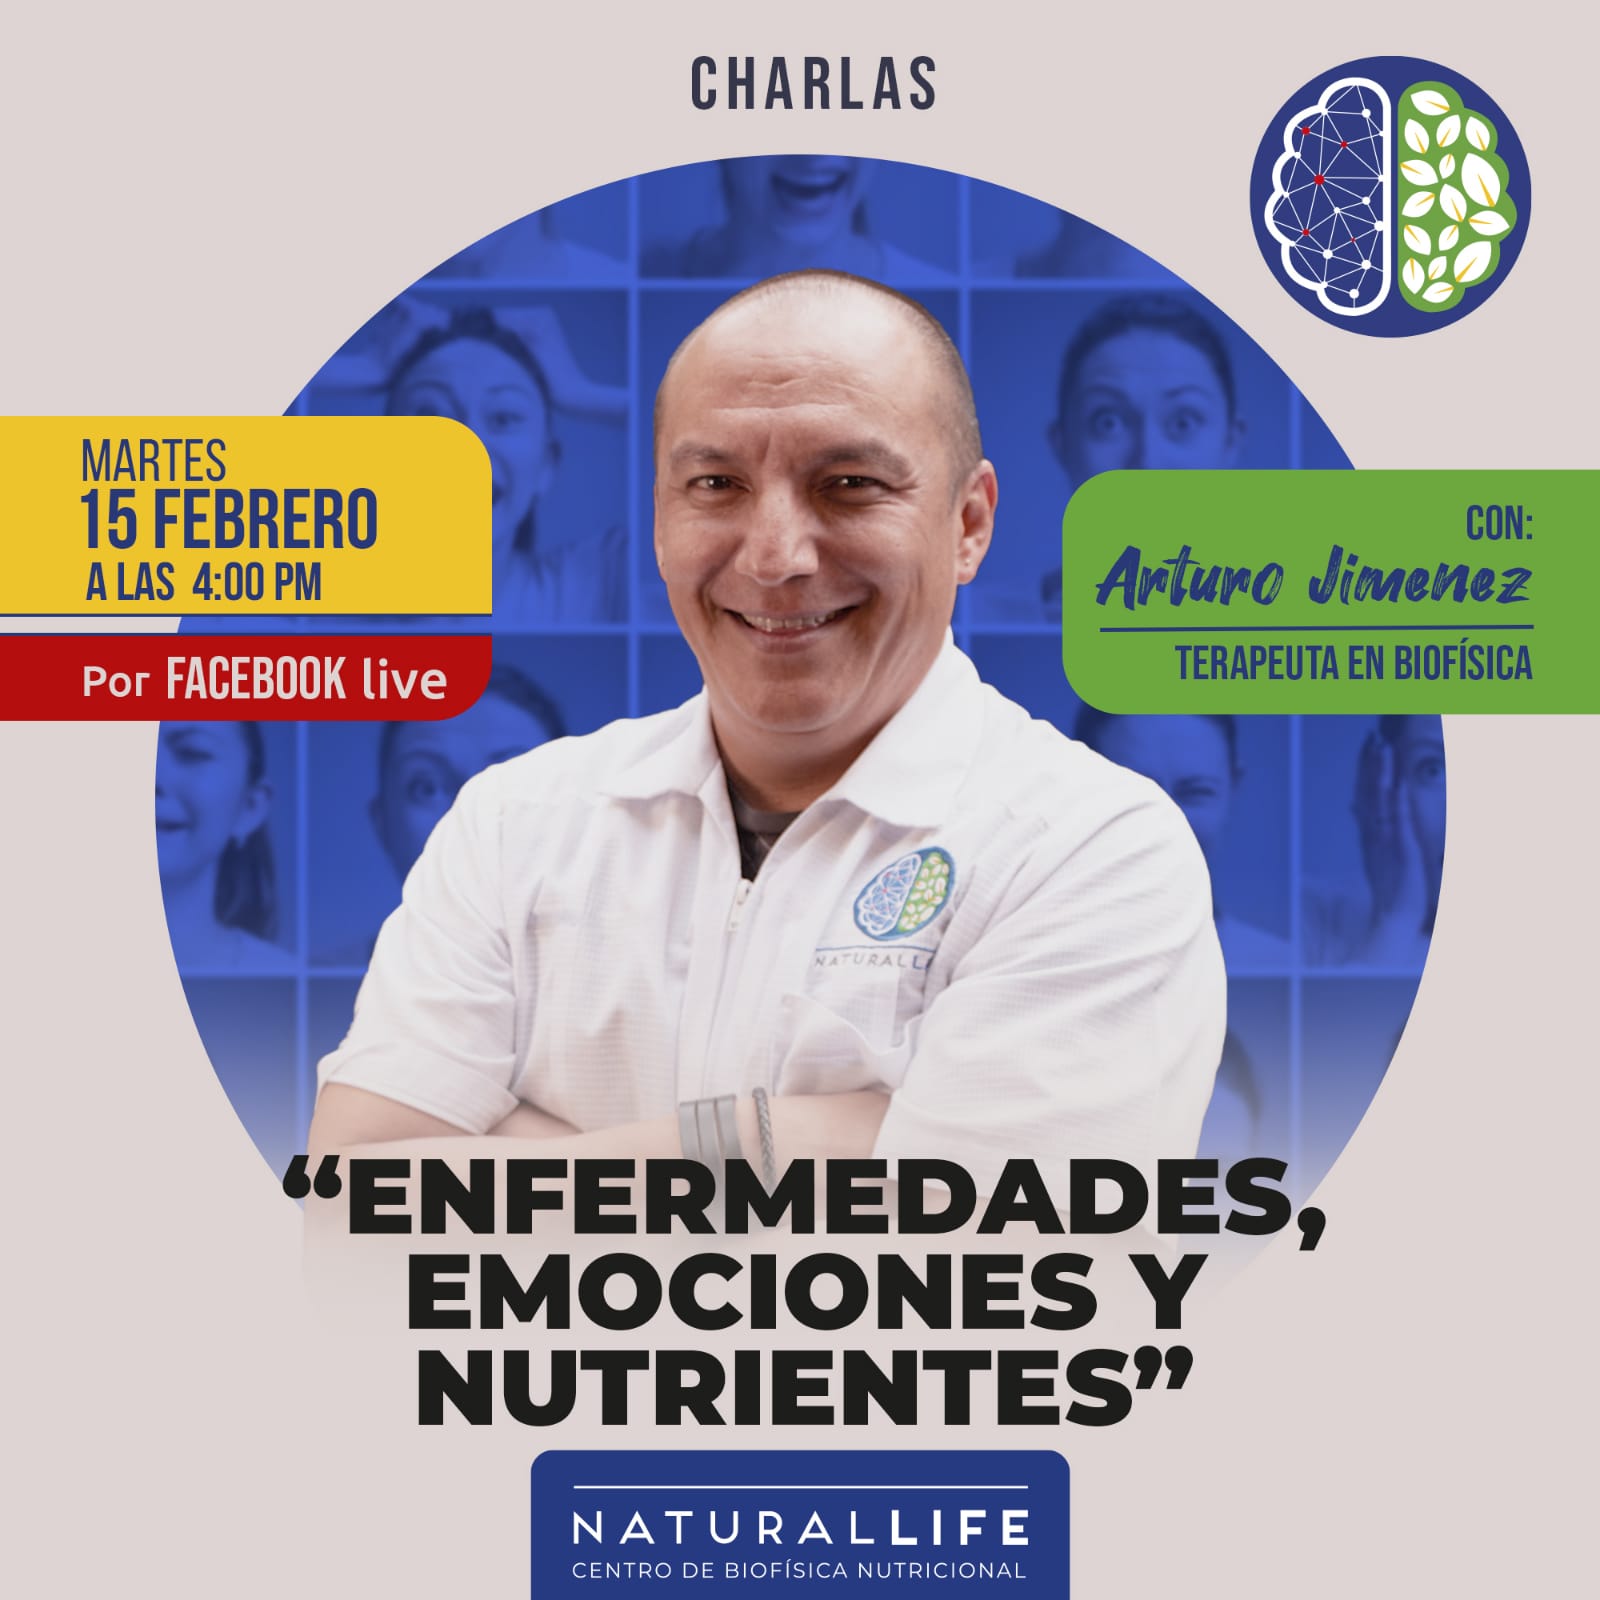 CHARLAS
MARTES
15 FEBRERO
A LAS 4:00 PM
Por FACEBOOK live
CON:
Arturo Jimenez
TERAPEUTA EN BIOFÍSICA
NATURALL
“ENFERMEDADES,
EMOCIONES Y
NUTRIENTES”
NATURALLIFE
CENTRO DE BIOFÍSICA NUTRICIONAL